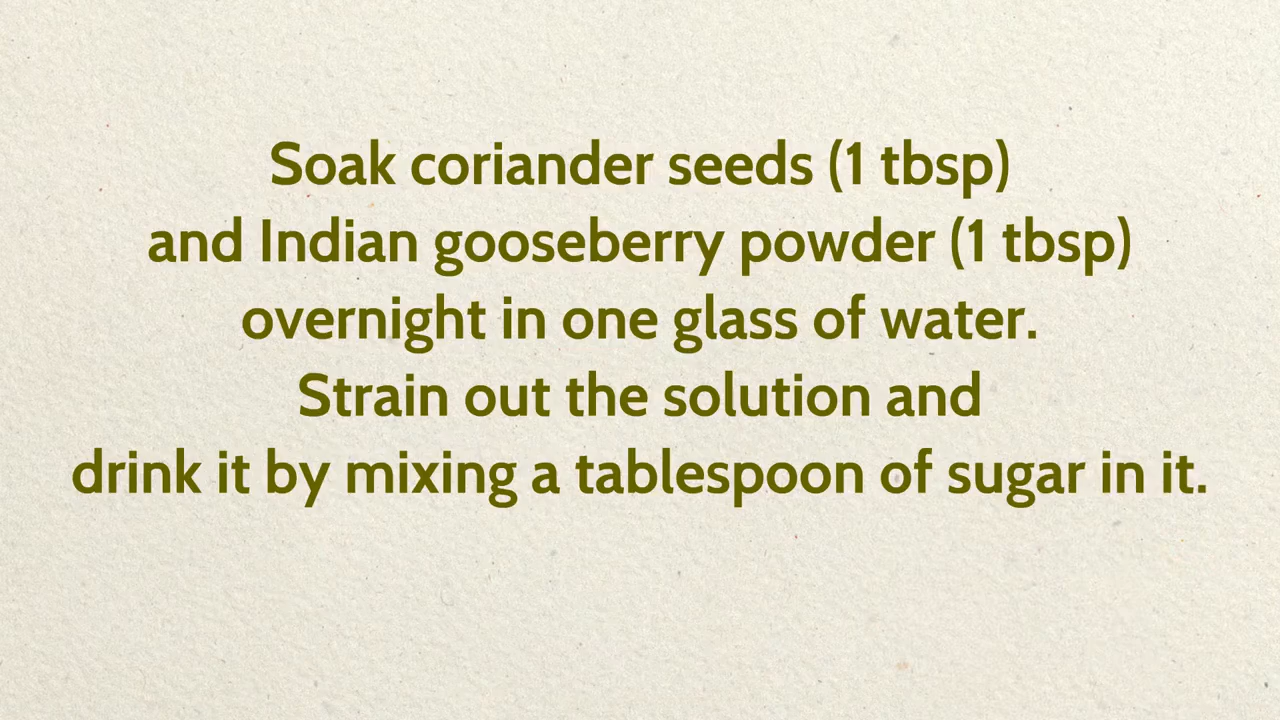 Soak coriander seeds (1 tbsp)
and Indian gooseberry powder (1 tbsp)
overnight in one glass of water.
Strain out the solution and
drink it by mixing a tablespoon of sugar in it.